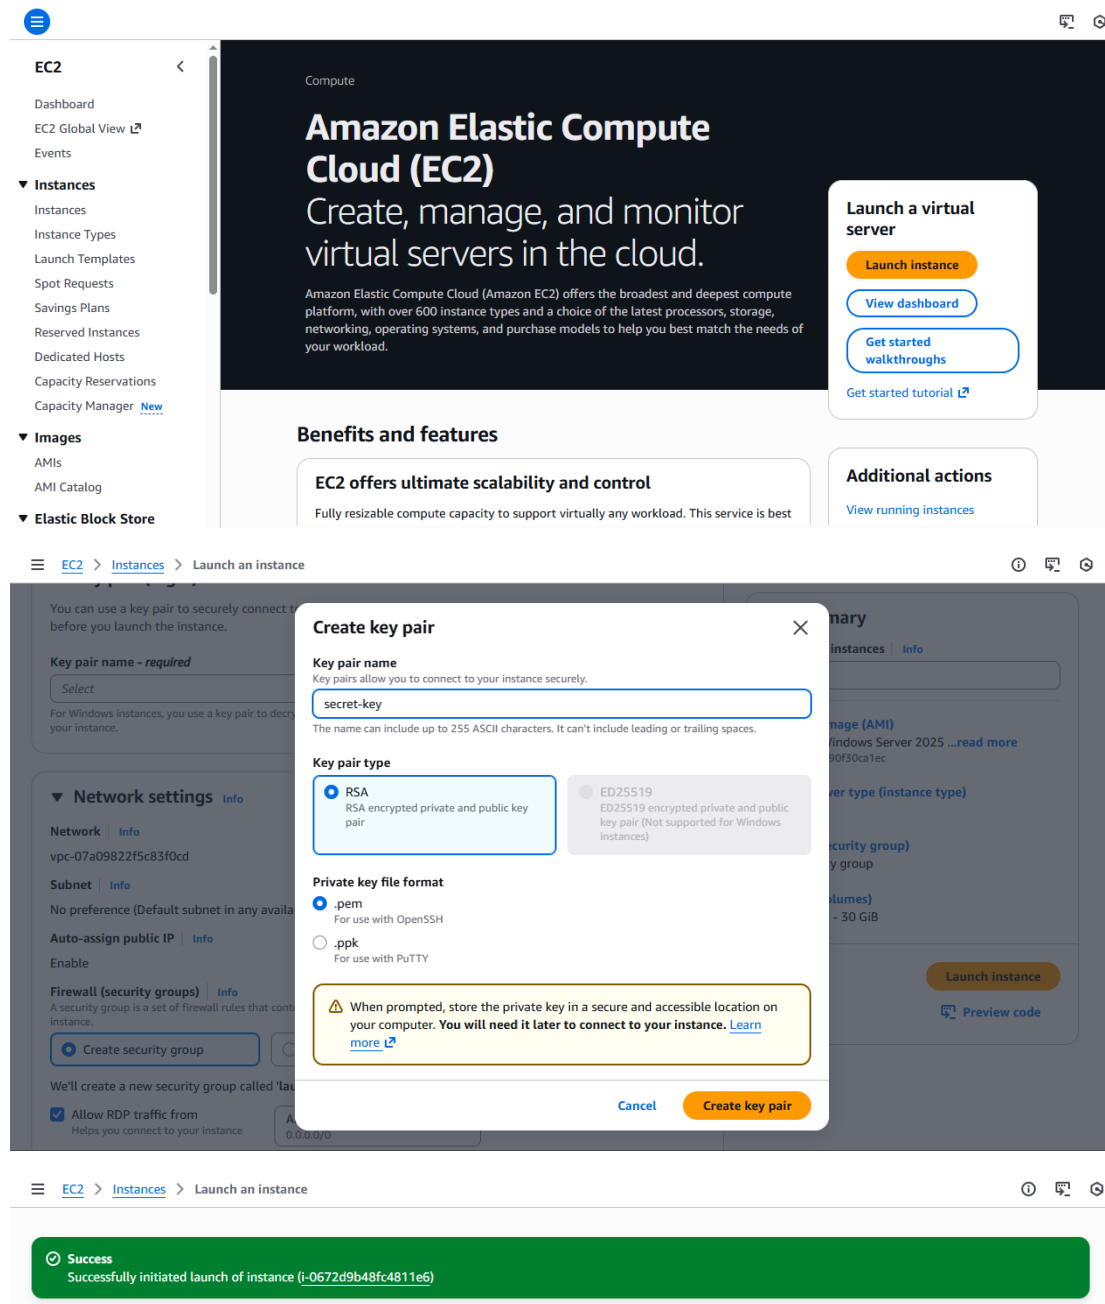 EC2
Dashboard
EC2 Global View
Events
Instances
Instances
Instance Types
Launch Templates
Spot Requests
Savings Plans
Reserved Instances
Dedicated Hosts
Capacity Reservations
Capacity Manager New
Images
AMIs
AMI Catalog
Elastic Block Store
Compute
Amazon Elastic Compute
Cloud (EC2)
Create, manage, and monitor
virtual servers in the cloud.
Amazon Elastic Compute Cloud (Amazon EC2) offers the broadest and deepest compute
platform, with over 600 instance types and a choice of the latest processors, storage,
networking, operating systems, and purchase models to help you best match the needs of
your workload.
Launch a virtual
server
Launch instance
View dashboard
Get started
walkthroughs
Get started tutorial
Benefits and features
EC2 offers ultimate scalability and control
Fully resizable compute capacity to support virtually any workload. This service is best
Additional actions
View running instances
EC2 > Instances > Launch an instance
You can use a key pair to securely connect t
before you launch the instance.
Key pair name - required
Select
For Windows instances, you use a key pair to decry
your instance.
Network settings Info
Network Info
vpc-07a09822f5c83f0cd
Subnet Info
No preference (Default subnet in any availa
Auto-assign public IP Info
Enable
Firewall (security groups) Info
A security group is a set of firewall rules that cont
instance.
Create security group
We'll create a new security group called 'lau
Allow RDP traffic from
Helps you connect to your instance
0.0.0.0/0
Create key pair
Key pair name
Key pairs allow you to connect to your instance securely.
secret-key
The name can include up to 255 ASCII characters. It can't include leading or trailing spaces.
Key pair type
RSA
RSA encrypted private and public key
pair
ED25519
ED25519 encrypted private and public
key pair (Not supported for Windows
instances)
Private key file format
.pem
For use with OpenSSH
.ppk
For use with PuTTY
When prompted, store the private key in a secure and accessible location on
your computer. You will need it later to connect to your instance. Learn
more
Cancel
Create key pair
mary
instances Info
mage (AMI)
Windows Server 2025 ...read more
90f30ca1ec
ver type (instance type)
ecurity group)
y group
olumes)
- 30 GiB
Launch instance
Preview code
EC2 > Instances > Launch an instance
Success
Successfully initiated launch of instance (i-0672d9b48fc4811e6)